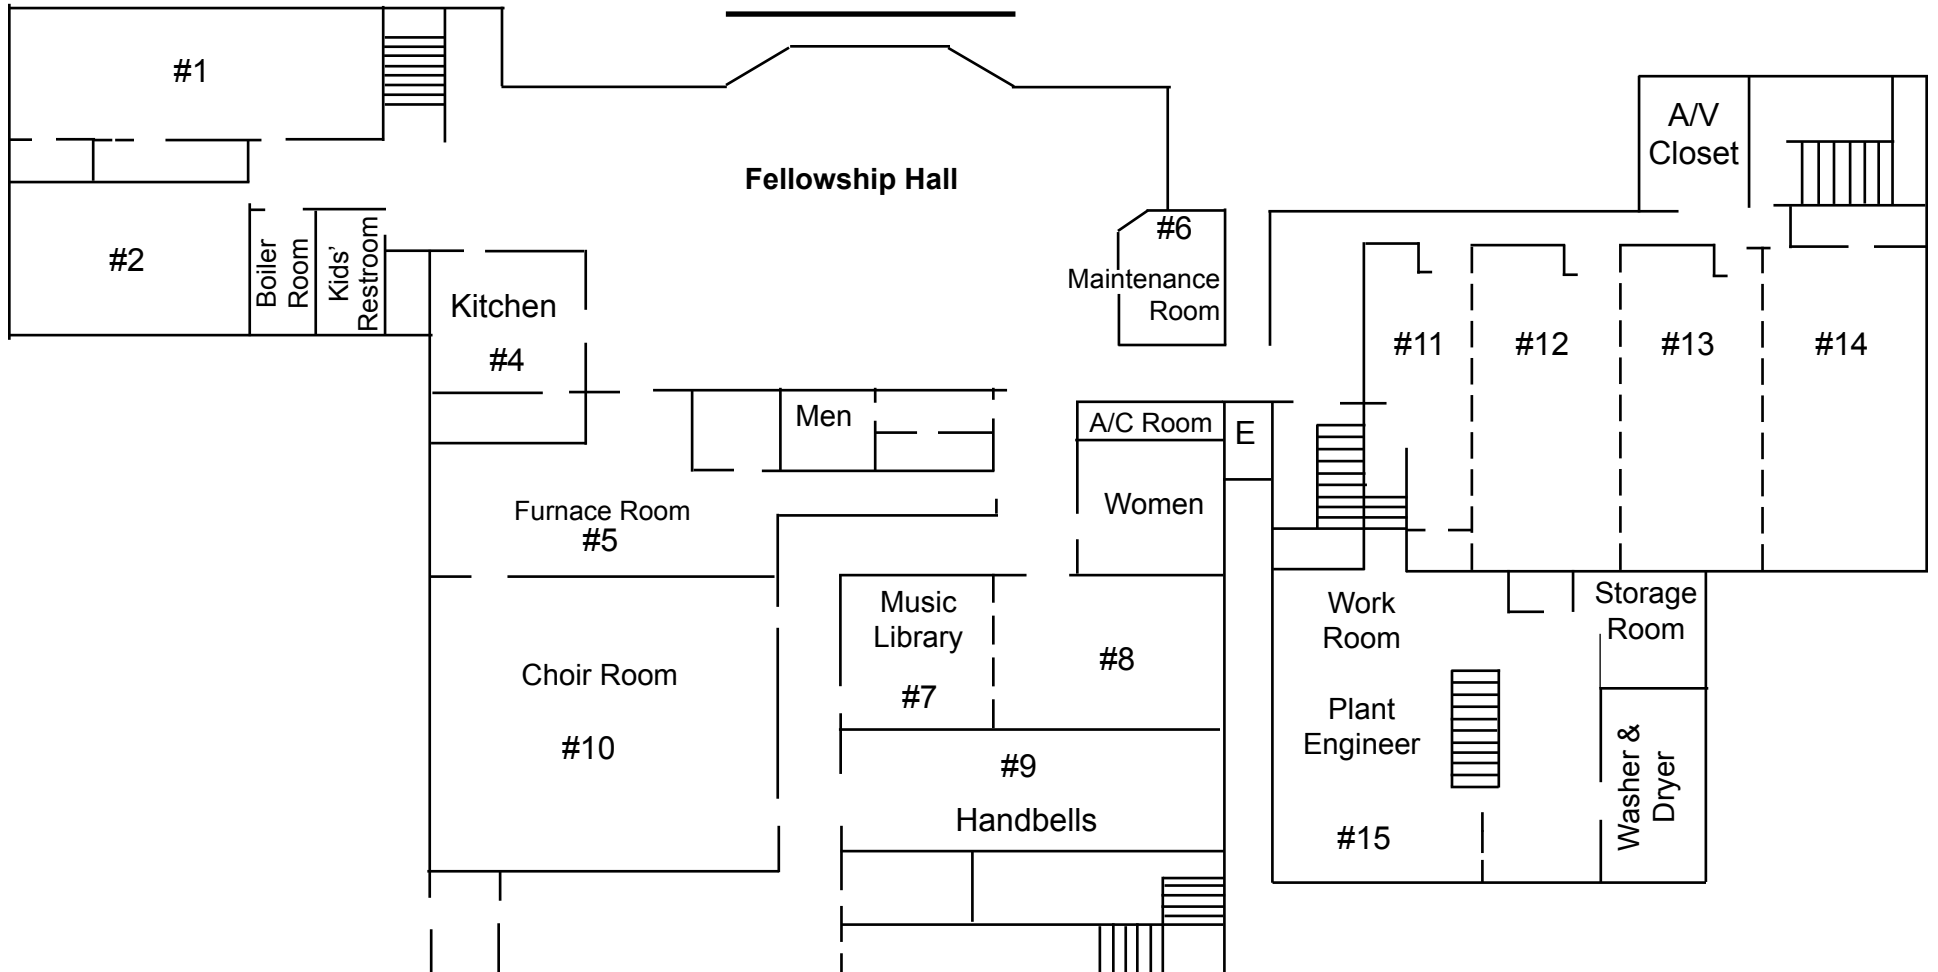 #1
A/V
Closet
Fellowship Hall
#6
Maintenance
Room
#2
Boiler
Room
Kids’
Restroom
Kitchen
#4
#11
#12
#13
#14
Men
A/C Room
E
Women
Furnace Room
#5
Music
Library
#7
#8
Work
Room
Storage
Room
Choir Room
#10
Plant
Engineer
#9
Handbells
#15
Washer &
Dryer